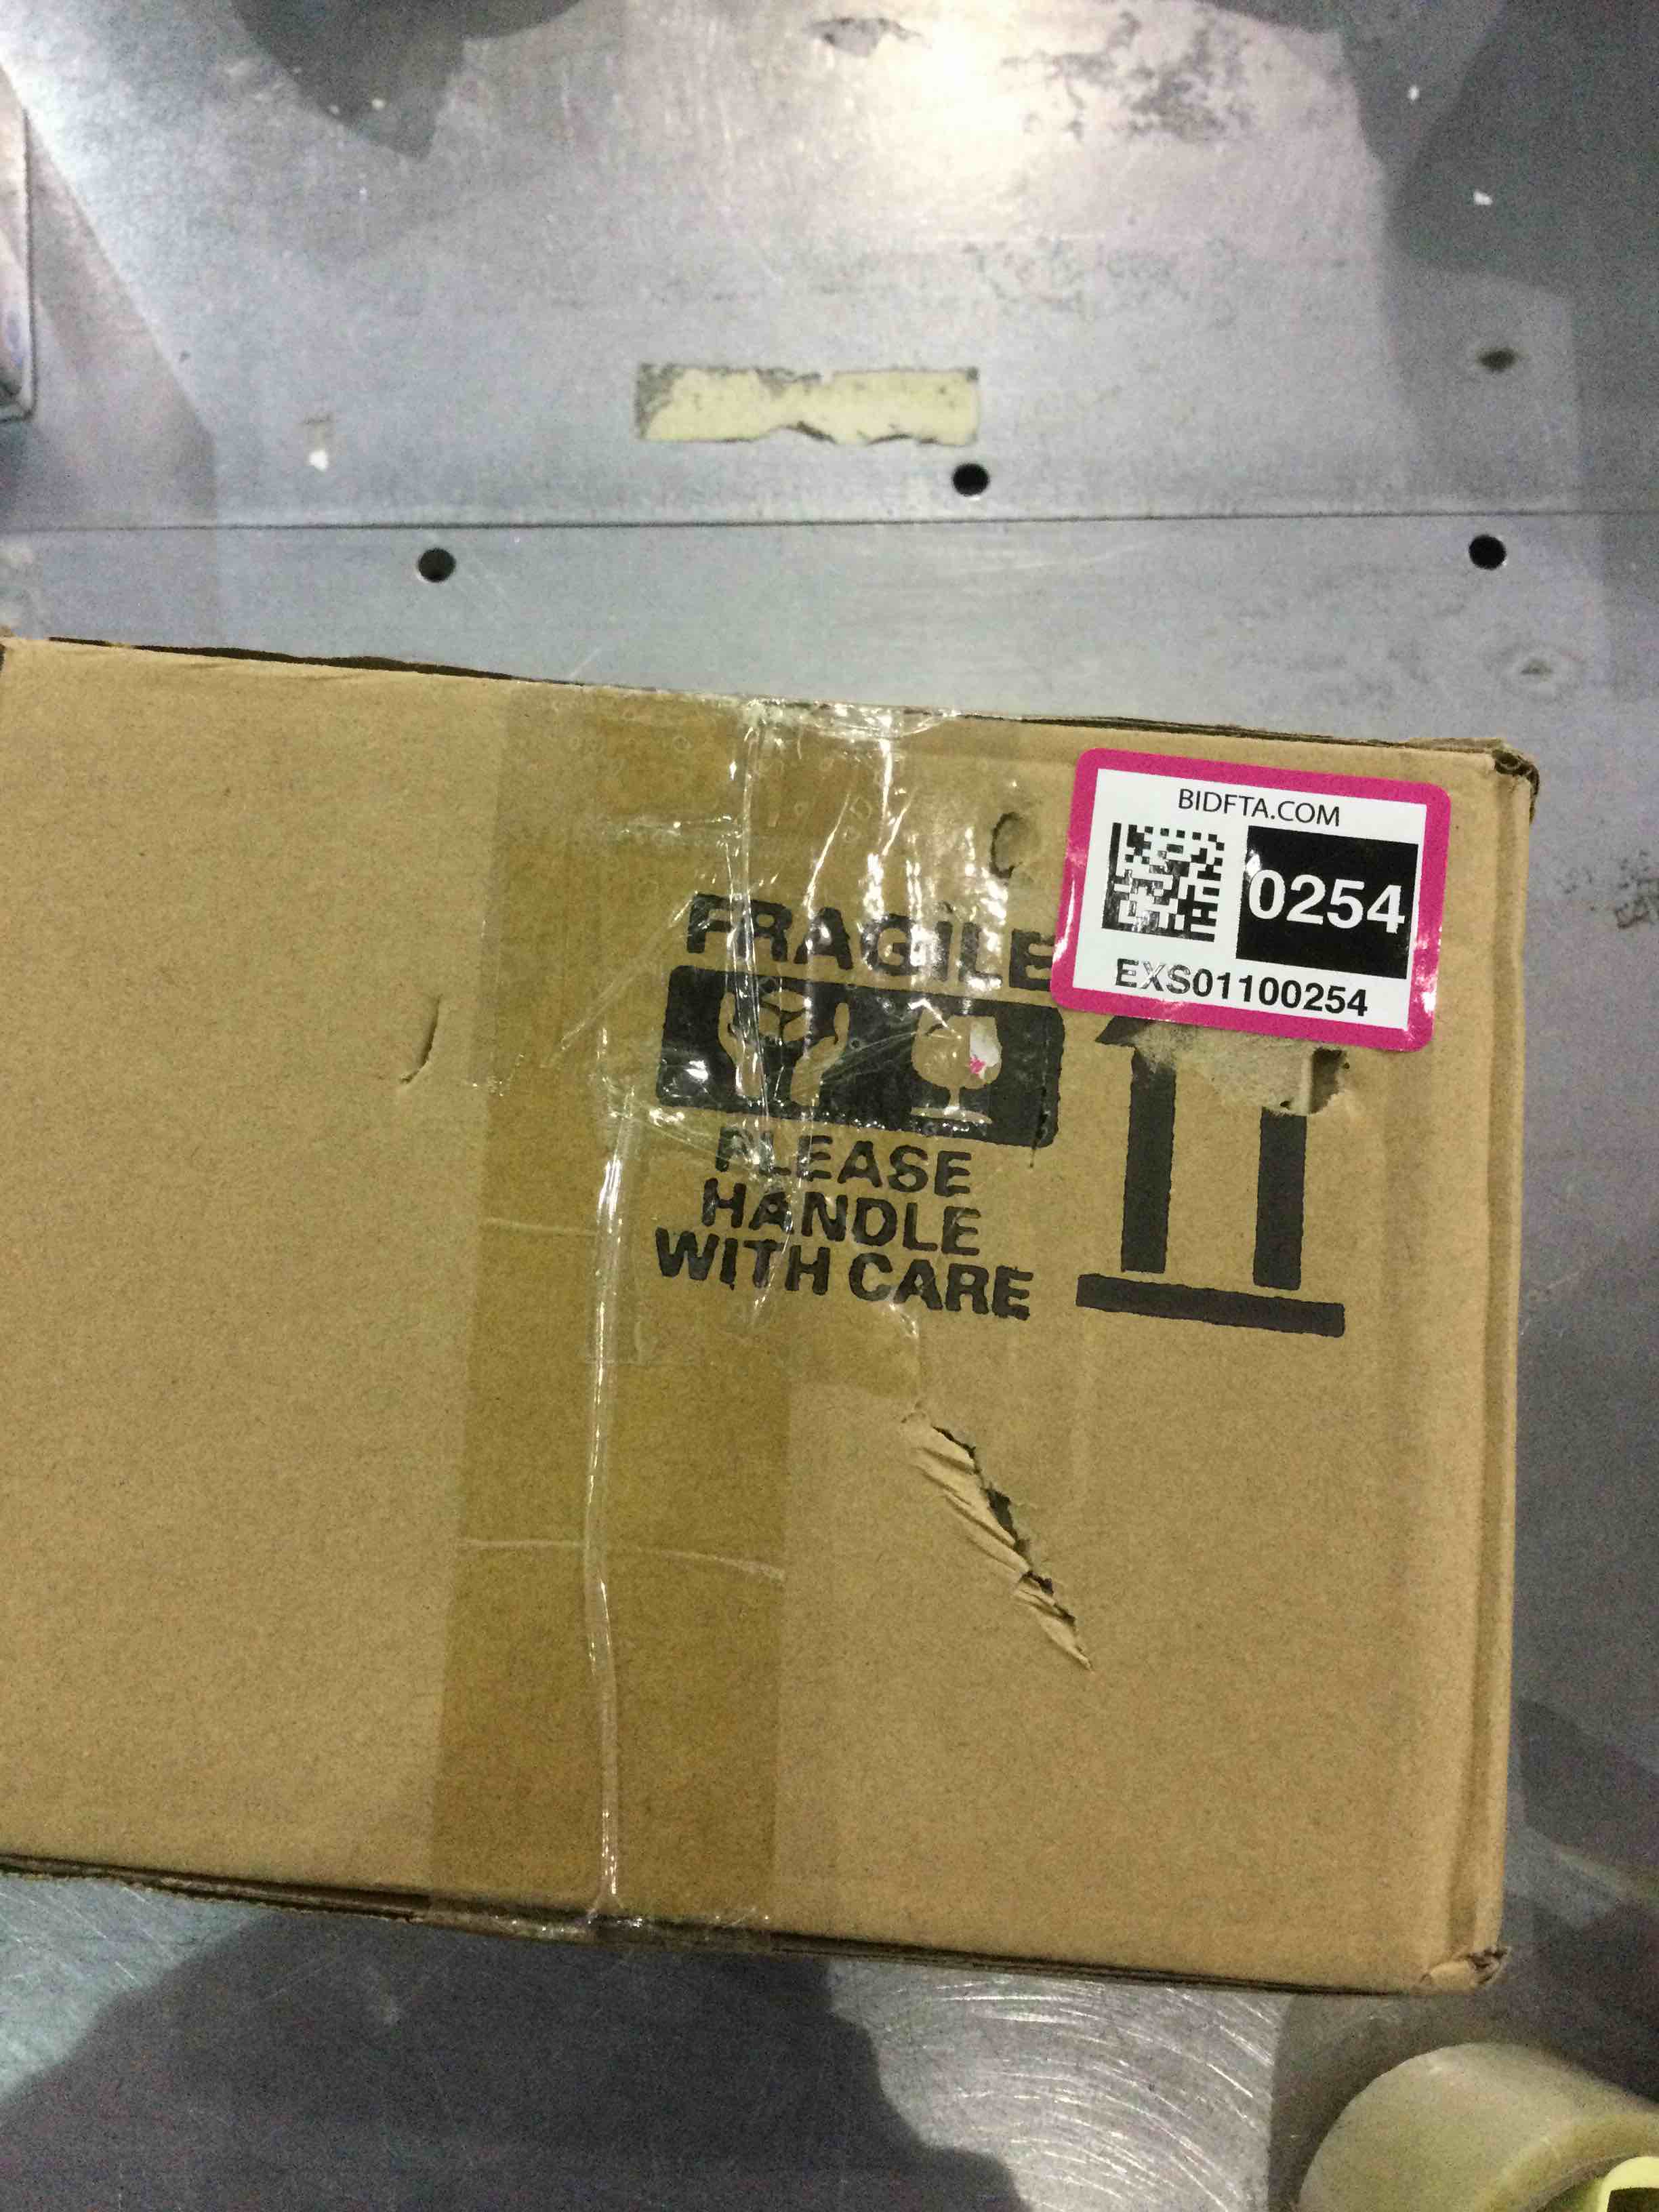 BIDFTA.COM
0254
EXS01100254
FRAGILE
PLEASE
HANDLE
WITH CARE